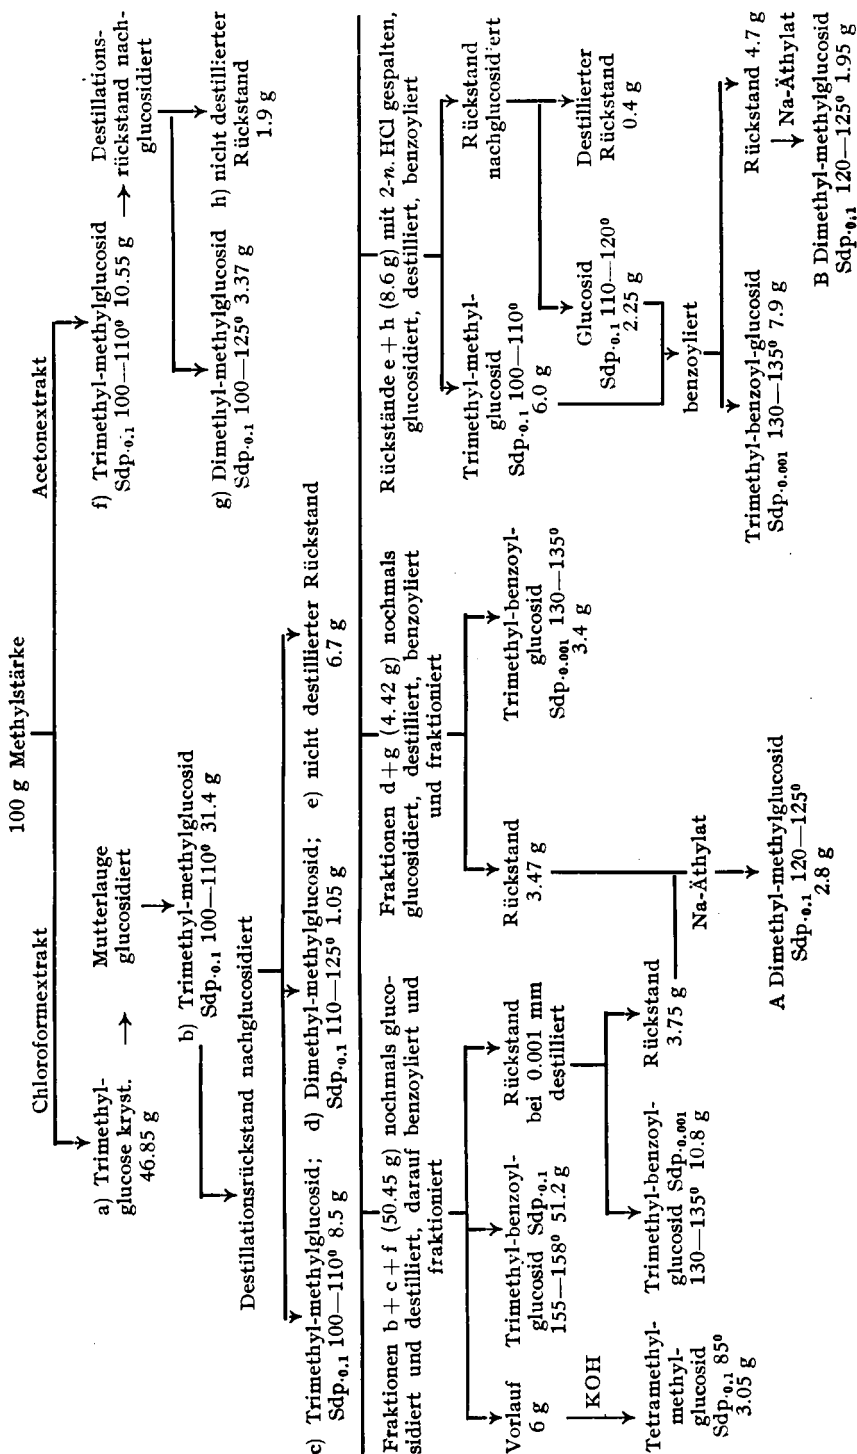 100 g Methylstärke
Chloroformextrakt
Acetonextrakt
a) Trimethyl-
glucose kryst.
46.85 g
Mutterlauge
glucosidiert
b) Trimethyl-methylglucosid
Sdp.0.1 100—110° 31.4 g
Destillationsrückstand nachglucosidiert
c) Trimethyl-methylglucosid;
Sdp.0.1 100—110° 8.5 g
d) Dimethyl-methylglucosid;
Sdp.0.1 110—125° 1.05 g
e) nicht destillierter Rückstand
6.7 g
f) Trimethyl-methylglucosid
Sdp.0.1 100—110° 10.55 g
Destillations-
rückstand nach-
glucosidiert
g) Dimethyl-methylglucosid
Sdp.0.1 100—125° 3.37 g
h) nicht destillierter
Rückstand
1.9 g
Fraktionen b + c + f (50.45 g) nochmals gluco-
sidiert und destilliert, darauf benzoyliert und
fraktioniert
Vorlauf
6 g
KOH
Tetramethyl-
methyl-
glucosid
Sdp.0.1 85°
3.05 g
Trimethyl-benzoyl-
glucosid Sdp.0.1
155—158° 51.2 g
Rückstand
bei 0.001 mm
destilliert
Trimethyl-benzoyl-
glucosid Sdp.0.001
130—135° 10.8 g
Rückstand
3.75 g
Fraktionen d+g (4.42 g) nochmals
glucosidiert, destilliert, benzoyliert
und fraktioniert
Rückstand
3.47 g
Trimethyl-benzoyl-
glucosid
Sdp.0.001 130—135°
3.4 g
Na-Äthylat
A Dimethyl-methylglucosid
Sdp.0.1 120—125°
2.8 g
Rückstände e + h (8.6 g) mit 2-n. HCl gespalten,
glucosidiert, destilliert, benzoyliert
Trimethyl-methyl-
glucosid
Sdp.0.1 100—110°
6.0 g
Rückstand
nachglucosidiert
Glucosid
Sdp.0.1 110—120°
2.25 g
Destillierter
Rückstand
0.4 g
benzoyliert
Trimethyl-benzoyl-glucosid
Sdp.0.001 130—135° 7.9 g
Rückstand 4.7 g
Na-Äthylat
B Dimethyl-methylglucosid
Sdp.0.1 120—125° 1.95 g